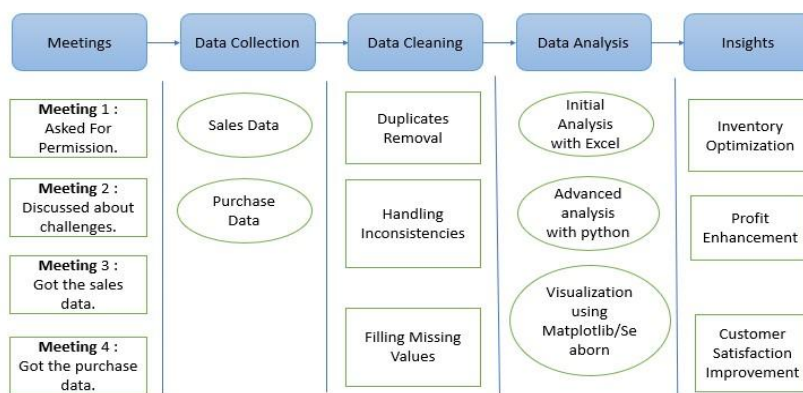 Meetings
Data Collection
Data Cleaning
Data Analysis
Insights
Meeting 1 :
Asked For
Permission.
Meeting 2 :
Discussed about
challenges.
Meeting 3 :
Got the sales
data.
Meeting 4 :
Got the purchase
data.
Sales Data
Purchase
Data
Duplicates
Removal
Handling
Inconsistencies
Filling Missing
Values
Initial
Analysis
with Excel
Advanced
analysis
with python
Visualization
using
Matplotlib/Se
aborn
Inventory
Optimization
Profit
Enhancement
Customer
Satisfaction
Improvement